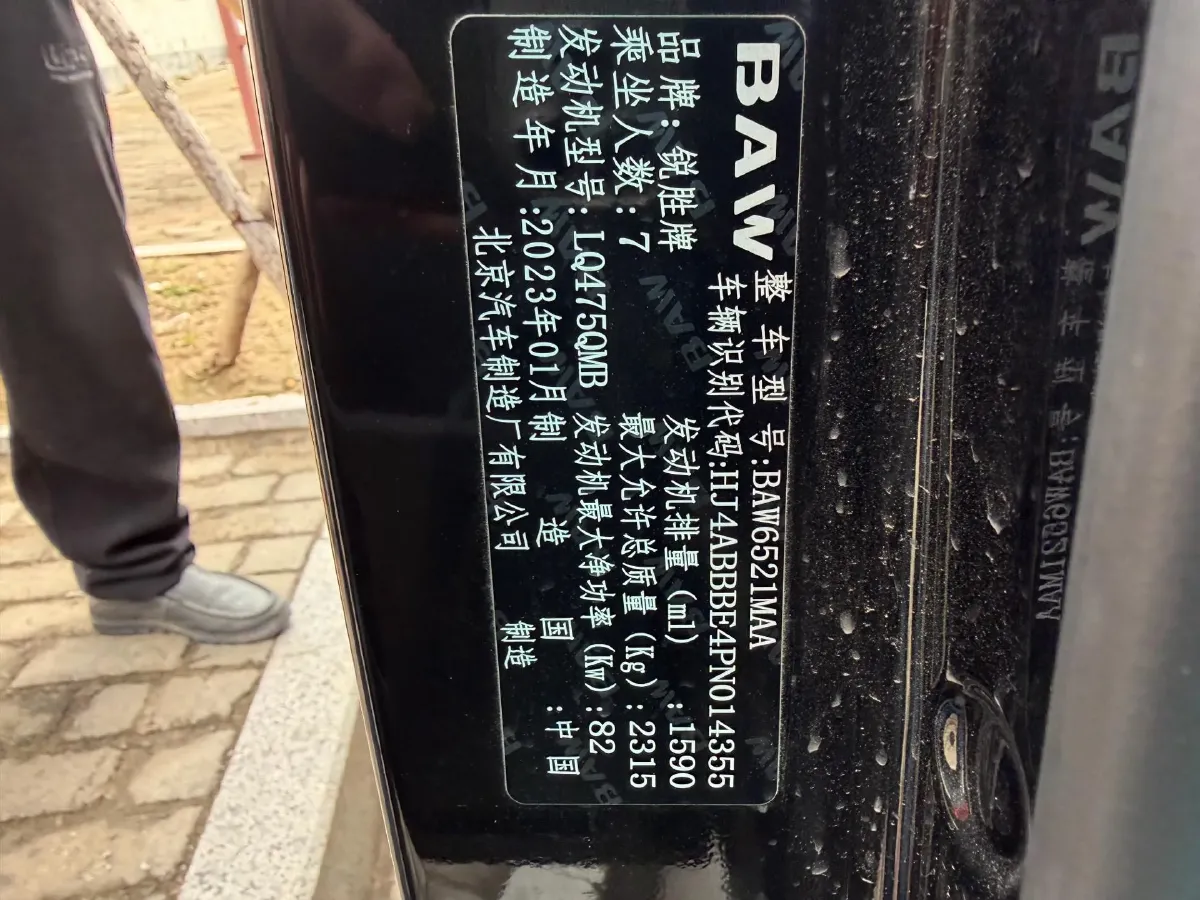 BAW
整车型号:BAW6521MAA
车辆识别代码:HJ4ABBBE4PN014355
品牌:锐胜牌 发动机排量(ml):1590
乘坐人数:7 最大允许总质量(Kg):2315
发动机型号:LQ475QMB 发动机最大净功率(Kw):82
制造年月:2023年01月制 造国:中国
北京汽车制造厂有限公司 制造